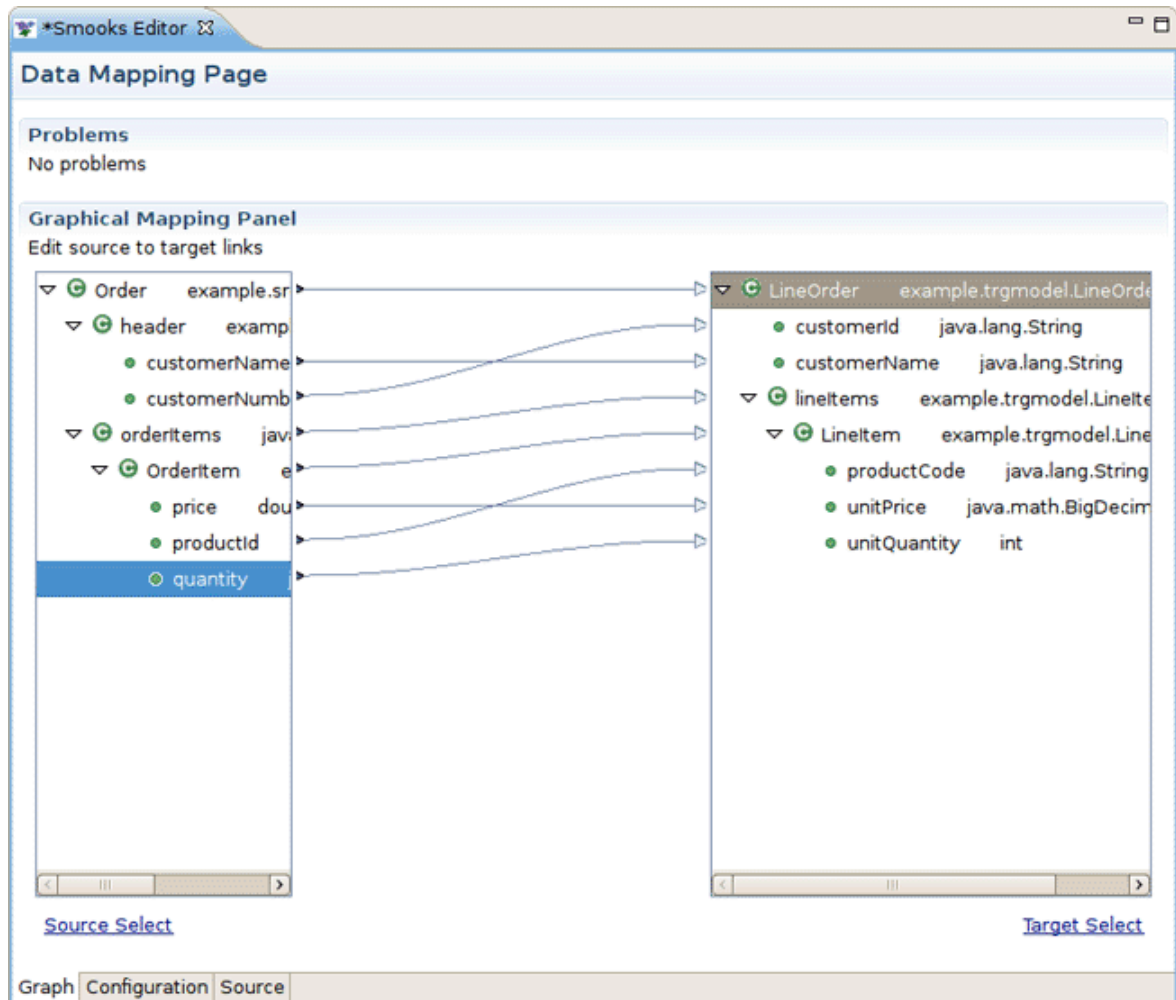 *Smooks Editor
Data Mapping Page
Problems
No problems
Graphical Mapping Panel
Edit source to target links
Order example.sr
header examp
customerName
customerNumb
orderItems java
OrderItem e
price dou
productId
quantity j
LineOrder example.trgmodel.LineOrde
customerId java.lang.String
customerName java.lang.String
lineItems example.trgmodel.LineIte
LineItem example.trgmodel.Line
productCode java.lang.String
unitPrice java.math.BigDecim
unitQuantity int
Source Select
Target Select
Graph Configuration Source